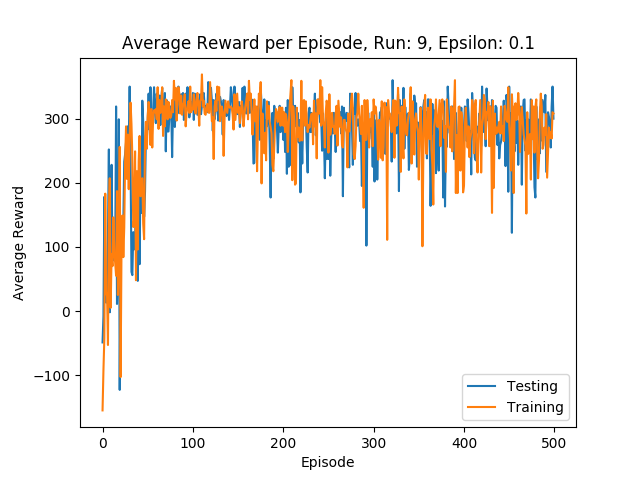 Average Reward per Episode, Run: 9, Epsilon: 0.1
Average Reward
300
200
100
0
−100
0 100 200 300 400 500
Episode
Testing
Training